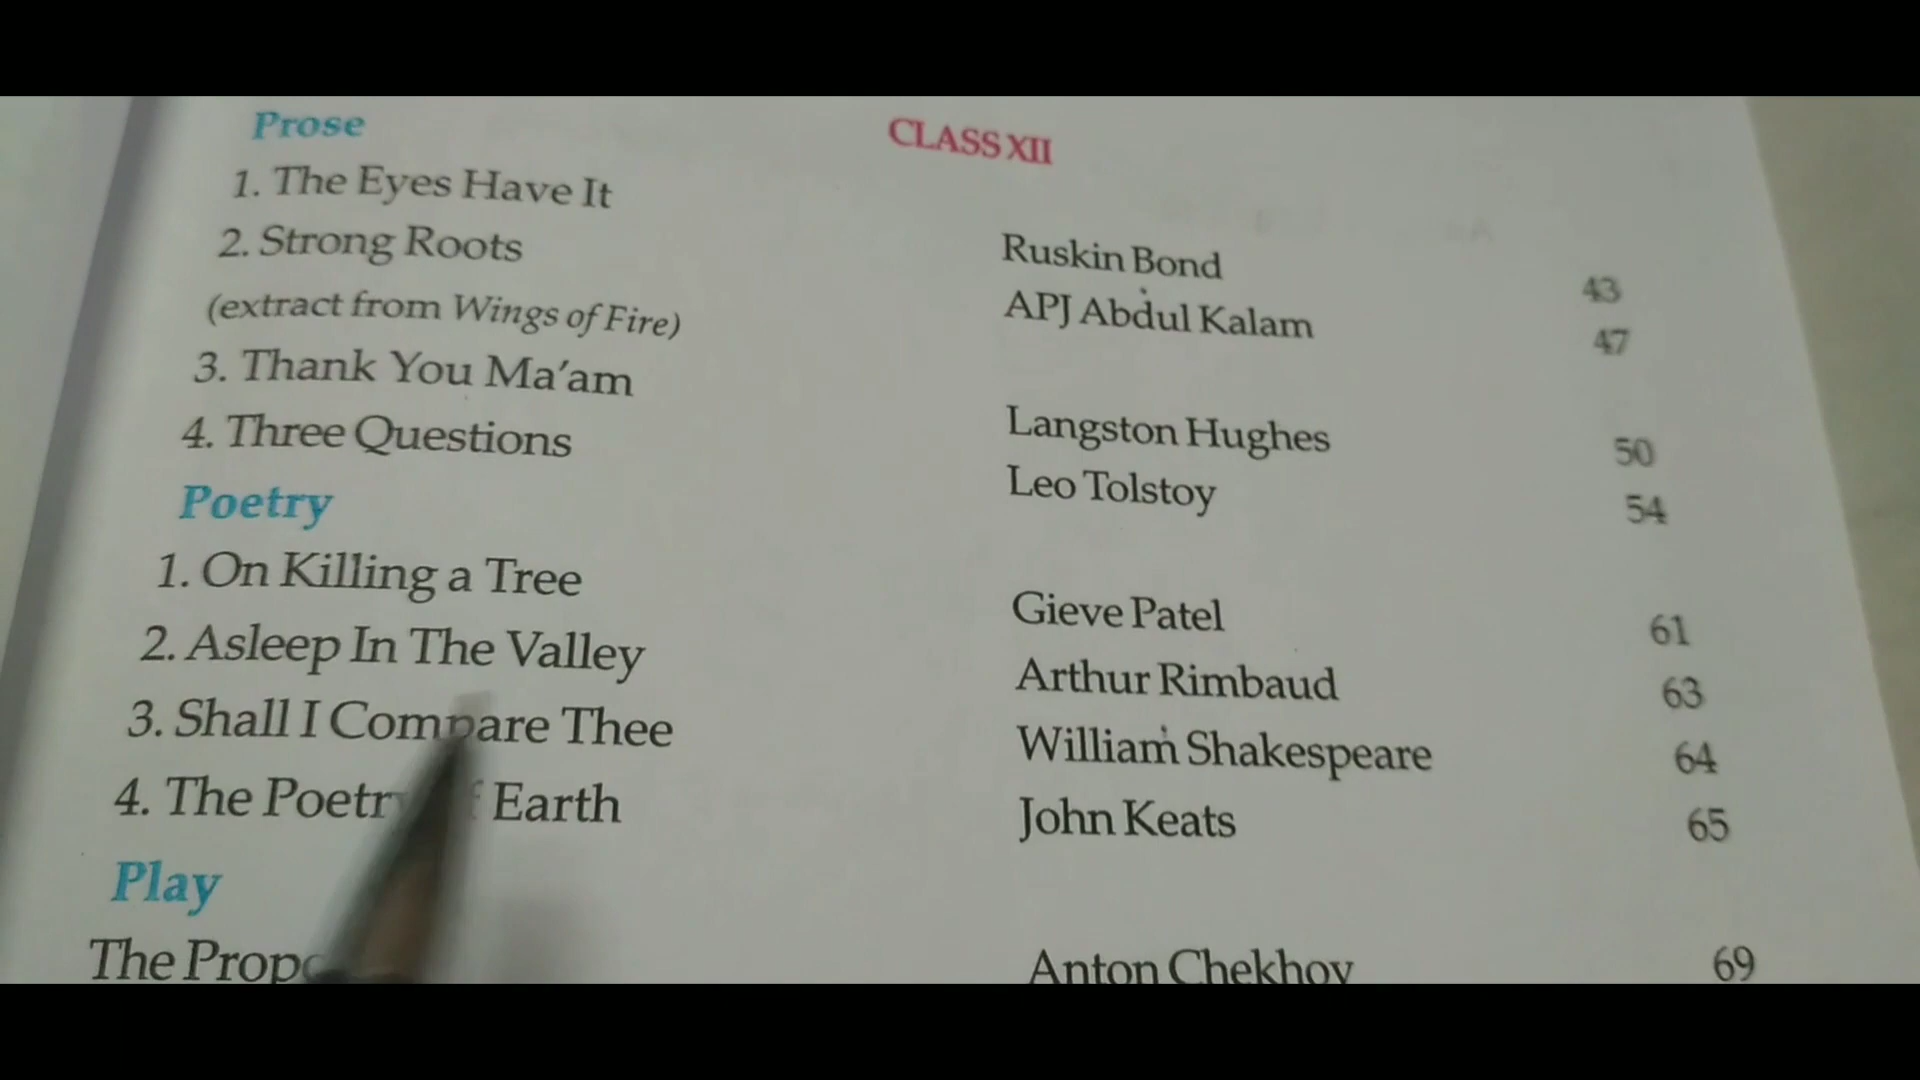 Prose
CLASS XII
1. The Eyes Have It
Ruskin Bond 43
2. Strong Roots
APJ Abdul Kalam 47
(extract from Wings of Fire)
3. Thank You Ma'am
Langston Hughes 50
4. Three Questions
Leo Tolstoy 54
Poetry
1. On Killing a Tree
Gieve Patel 61
2. Asleep In The Valley
Arthur Rimbaud 63
3. Shall I Compare Thee
William Shakespeare 64
4. The Poetry of Earth
John Keats 65
Play
The
Anton Chekhov 69